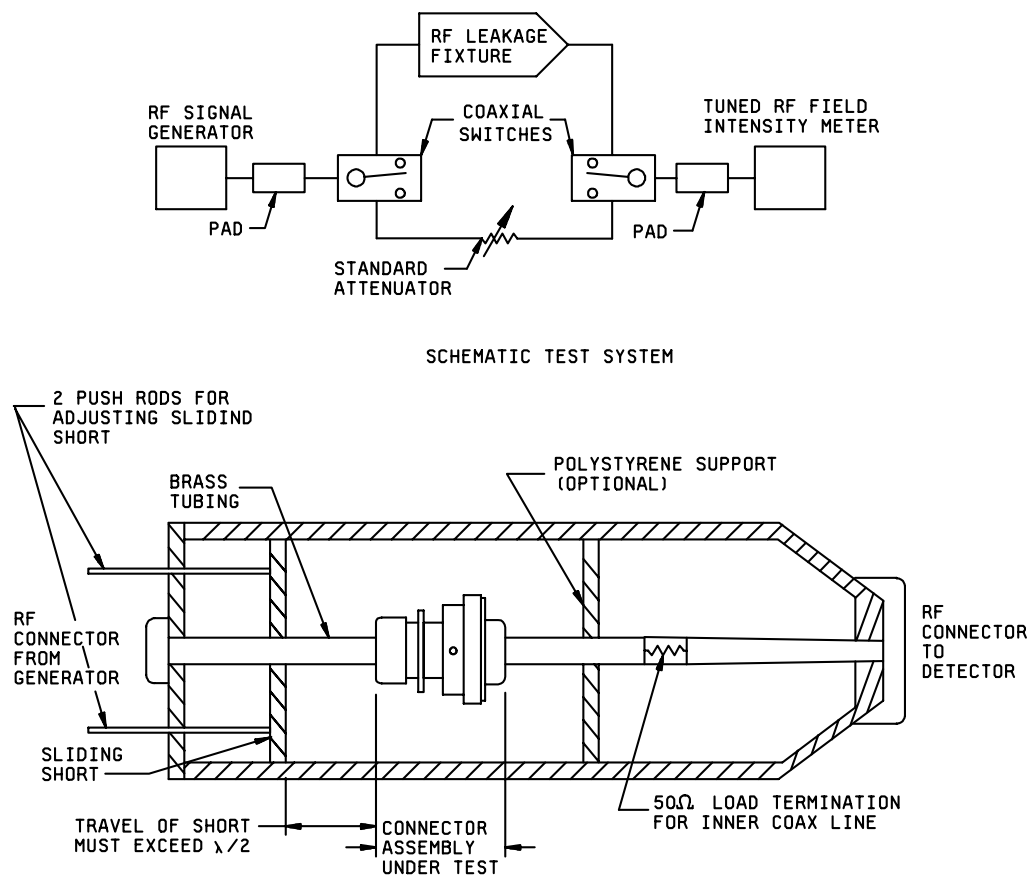 RF LEAKAGE
FIXTURE
RF SIGNAL
GENERATOR
COAXIAL
SWITCHES
TUNED RF FIELD
INTENSITY METER
PAD
PAD
STANDARD
ATTENUATOR
SCHEMATIC TEST SYSTEM
2 PUSH RODS FOR
ADJUSTING SLIDIND
SHORT
BRASS
TUBING
POLYSTYRENE SUPPORT
(OPTIONAL)
RF
CONNECTOR
FROM
GENERATOR
RF
CONNECTOR
TO
DETECTOR
SLIDING
SHORT
TRAVEL OF SHORT
MUST EXCEED λ/2
CONNECTOR
ASSEMBLY
UNDER TEST
50Ω LOAD TERMINATION
FOR INNER COAX LINE